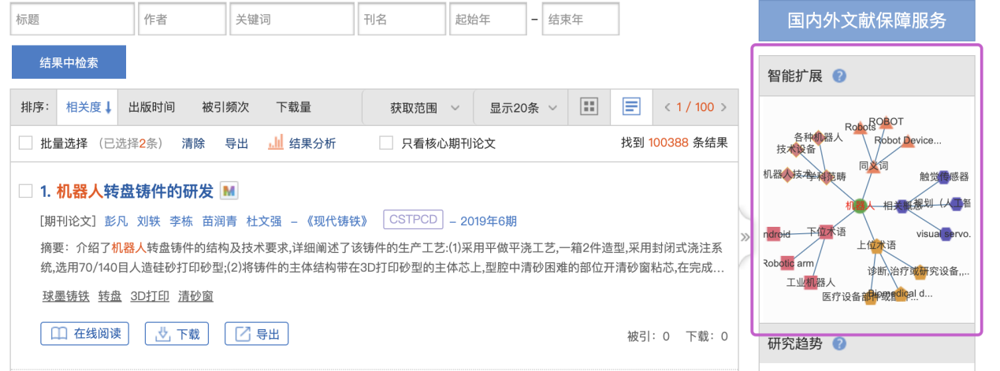 标题 作者 关键词 刊名 起始年 – 结束年
结果中检索
排序: 相关度 出版时间 被引频次 下载量 获取范围 显示20条 < 1 / 100 >
批量选择 (已选择2条) 清除 导出 结果分析 只看核心期刊论文 找到 100388 条结果
1. 机器人转盘铸件的研发 M
[期刊论文] 彭凡 刘轶 李栋 苗润青 杜文强 – 《现代铸铁》 CSTPCD – 2019年6期
摘要: 介绍了机器人转盘铸件的结构及技术要求,详细阐述了该铸件的生产工艺:(1)采用平做平浇工艺,一箱2件造型,采用封闭式浇注系
统,选用70/140目人造硅砂打印砂型;(2)将铸件的主体结构带在3D打印砂型的主体芯上,型腔中清砂困难的部位开清砂窗粘芯,在完成...
球墨铸铁 转盘 3D打印 清砂窗
在线阅读 下载 导出
被引: 0 下载: 0
国内外文献保障服务
智能扩展 ?
ROBOT
Robots
各种机器人 Robot Device...
技术设备
同义词
机器人技术 学科范畴 触觉传感器
机器人 相关概念 规划 (人工智
ndroid 下位术语 visual servo.
上位术语
Robotic arm
诊断,治疗或研究设备,...
工业机器人
医疗设备部件或 Biomedical d...
研究趋势 ?
»